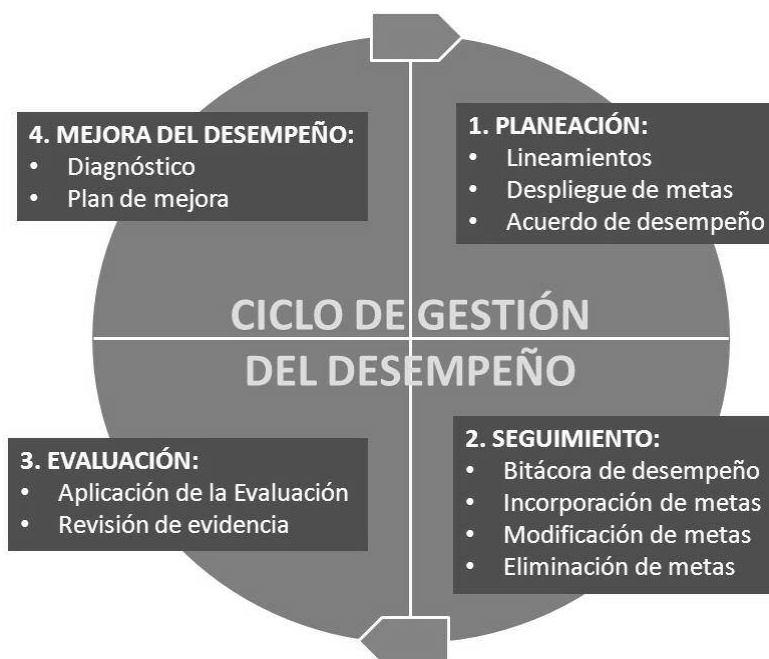 4. MEJORA DEL DESEMPEÑO:
• Diagnóstico
• Plan de mejora
1. PLANEACIÓN:
• Lineamientos
• Despliegue de metas
• Acuerdo de desempeño
CICLO DE GESTIÓN
DEL DESEMPEÑO
3. EVALUACIÓN:
• Aplicación de la Evaluación
• Revisión de evidencia
2. SEGUIMIENTO:
• Bitácora de desempeño
• Incorporación de metas
• Modificación de metas
• Eliminación de metas